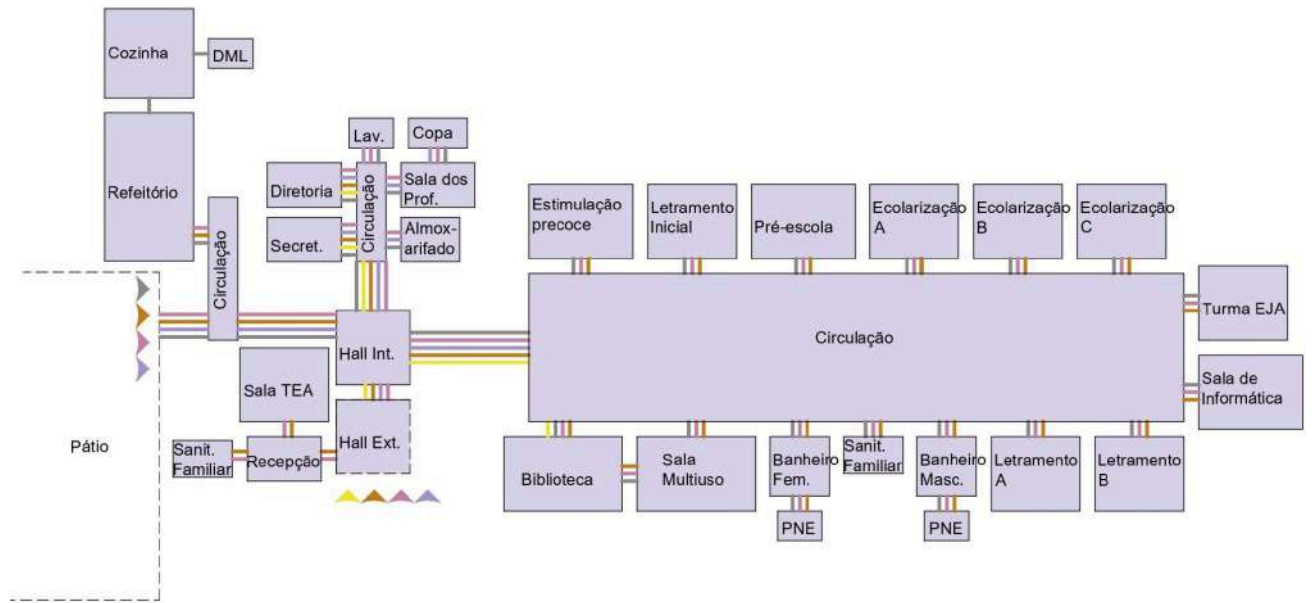 Cozinha
DML
Refeitório
Circulação
Lav.
Copa
Diretoria
Circulação
Sala dos
Prof.
Secret.
Almox-
arifado
Estimulação
precoce
Letramento
Inicial
Pré-escola
Ecolarização
A
Ecolarização
B
Ecolarização
C
Circulação
Turma EJA
Sala de
Informática
Hall Int.
Sala TEA
Hall Ext.
Sanit.
Familiar
Recepção
Pátio
Biblioteca
Sala
Multiuso
Banheiro
Fem.
Sanit.
Familiar
Banheiro
Masc.
Letramento
A
Letramento
B
PNE
PNE